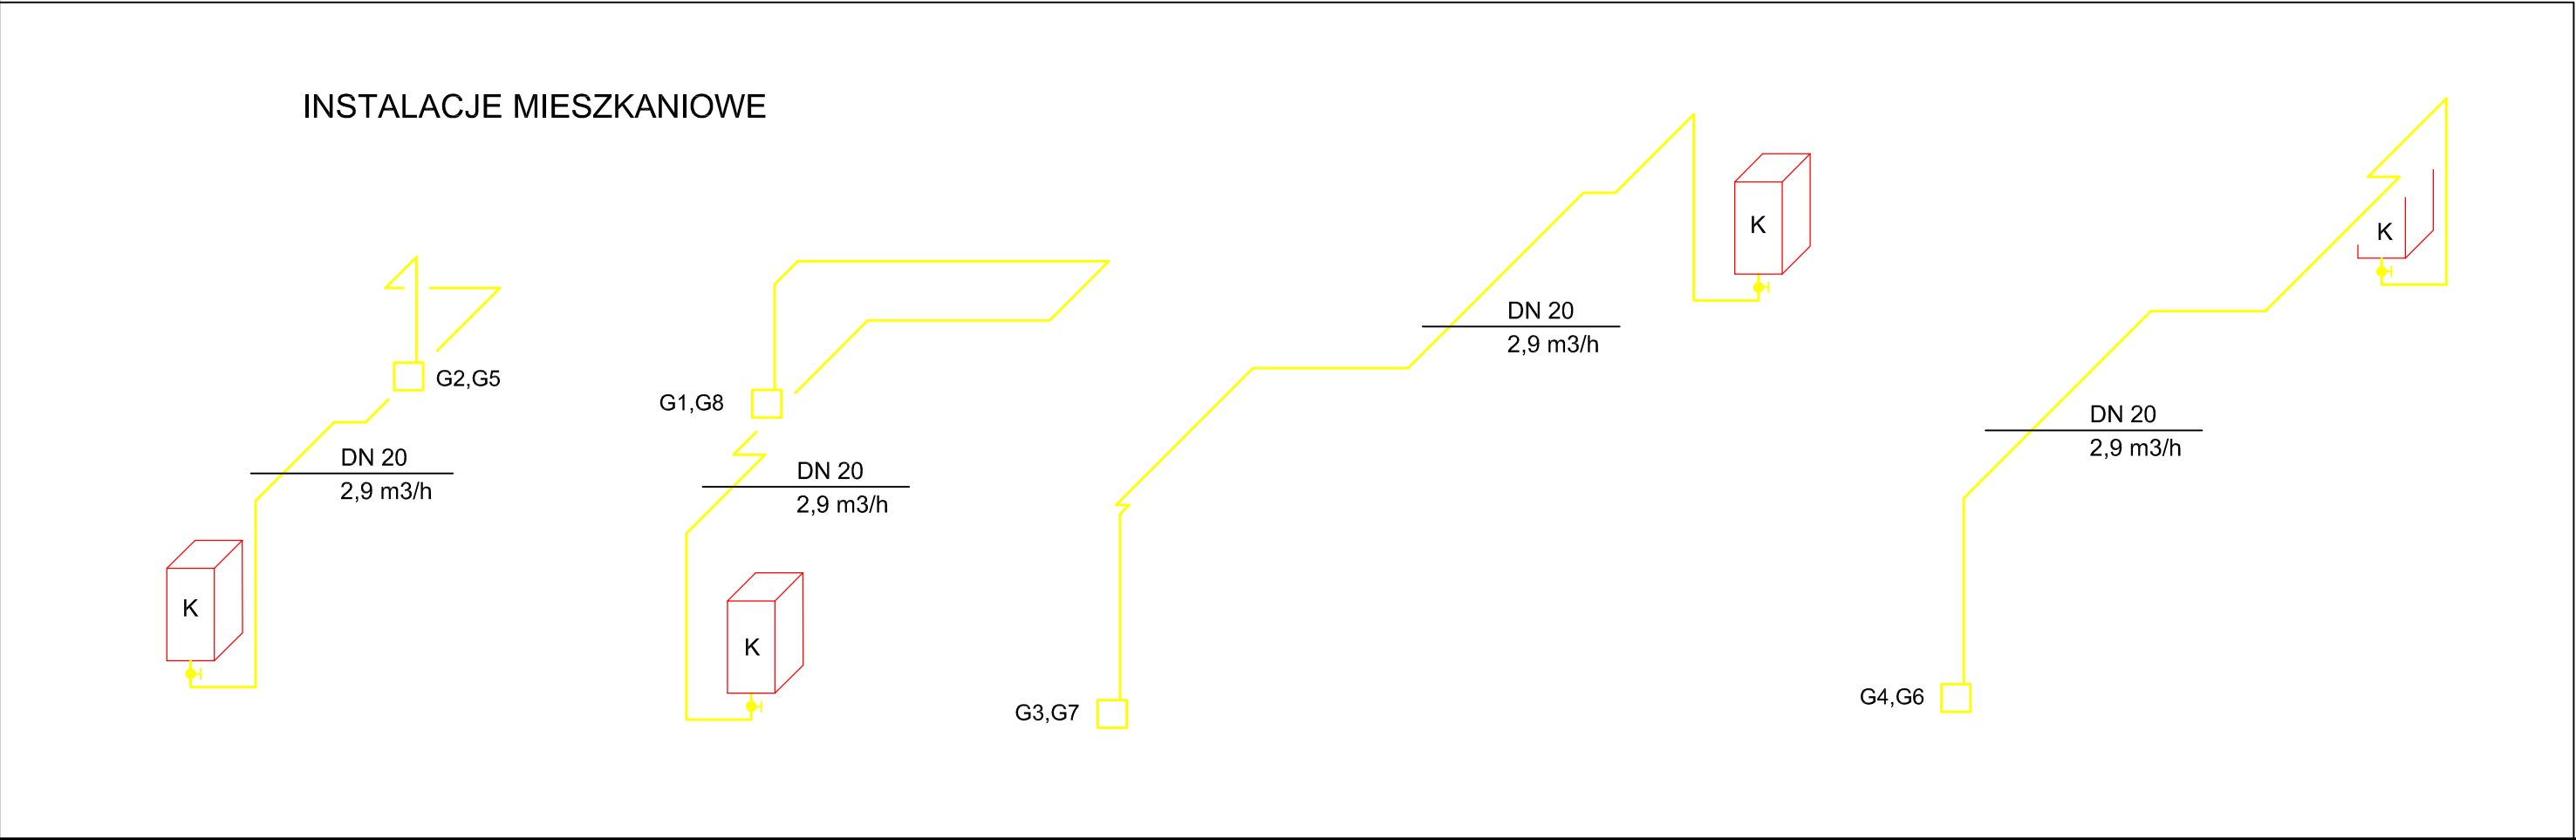 INSTALACJE MIESZKANIOWE
G2,G5
DN 20
2,9 m3/h
K
G1,G8
DN 20
2,9 m3/h
K
G3,G7
DN 20
2,9 m3/h
K
G4,G6
DN 20
2,9 m3/h
K